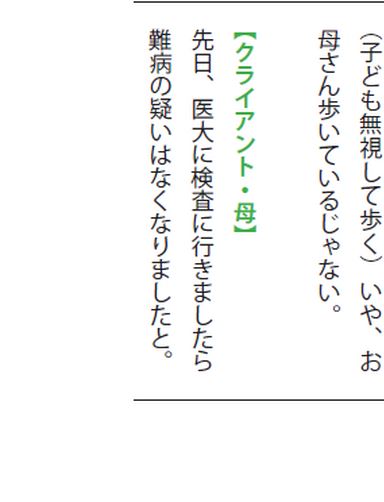 （子ども無視して歩く）いや、お
母さん歩いているじゃない。
【クライアント・母】
先日、医大に検査に行きましたら
難病の疑いはなくなりましたと。